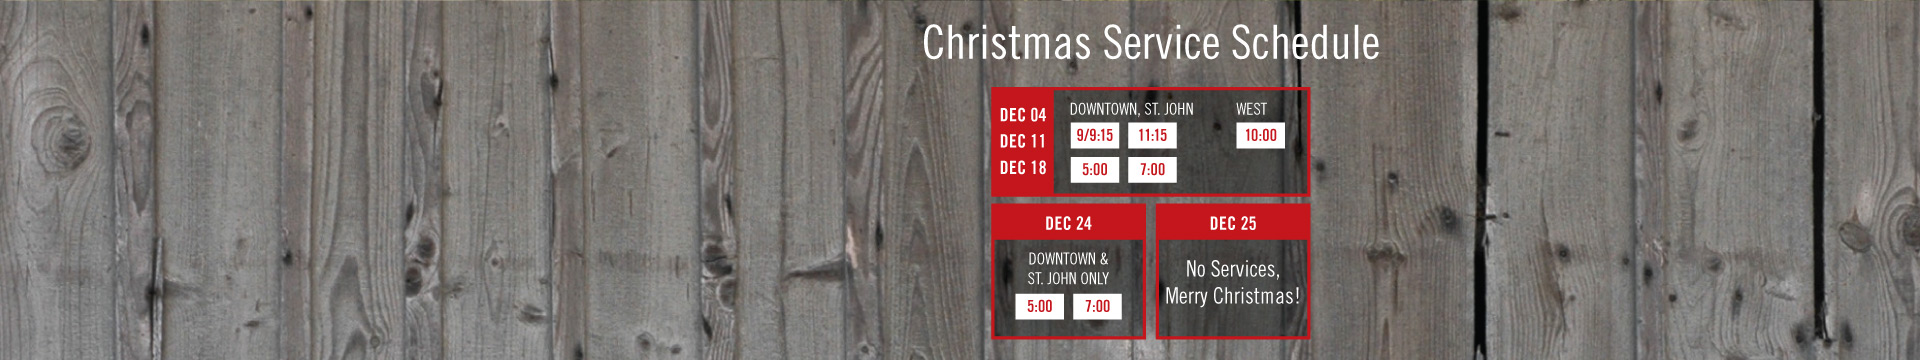 Christmas Service Schedule
DEC 04
DEC 11
DEC 18
DOWNTOWN, ST. JOHN
9/9:15 11:15
5:00 7:00
WEST
10:00
DEC 24
DOWNTOWN &
ST. JOHN ONLY
5:00 7:00
DEC 25
No Services,
Merry Christmas!